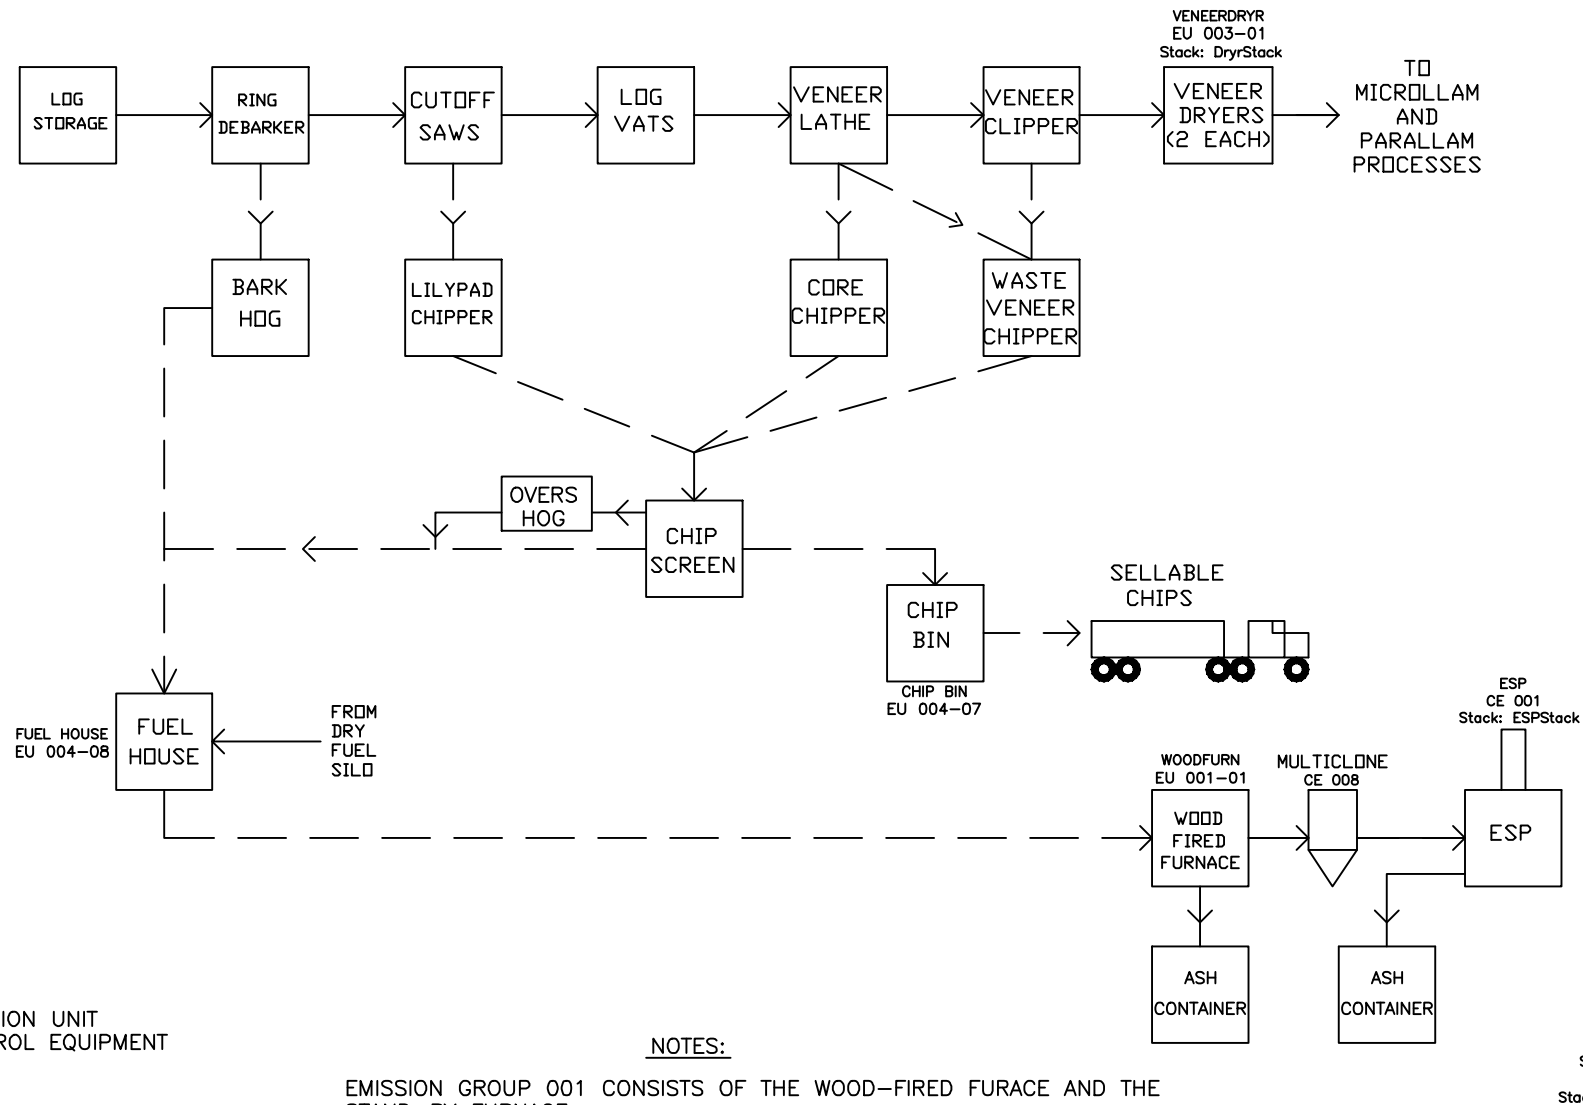 VENEERDRYR
EU 003-01
Stack: DryrStack
LOG
STORAGE
RING
DEBARKER
CUTOFF
SAWS
LOG
VATS
VENEER
LATHE
VENEER
CLIPPER
VENEER
DRYERS
(2 EACH)
TO
MICROLLAM
AND
PARALLAM
PROCESSES
BARK
HOG
LILYPAD
CHIPPER
CORE
CHIPPER
WASTE
VENEER
CHIPPER
OVERS
HOG
CHIP
SCREEN
CHIP
BIN
CHIP BIN
EU 004-07
SELLABLE
CHIPS
FUEL HOUSE
EU 004-08
FUEL
HOUSE
FROM
DRY
FUEL
SILO
WOODFURN
EU 001-01
WOOD
FIRED
FURNACE
MULTICLONE
CE 008
ESP
CE 001
Stack: ESPStack
ESP
ASH
CONTAINER
ASH
CONTAINER
ION UNIT
ROL EQUIPMENT
NOTES:
EMISSION GROUP 001 CONSISTS OF THE WOOD-FIRED FURACE AND THE
STAND-BY FURNACE
S
Stac